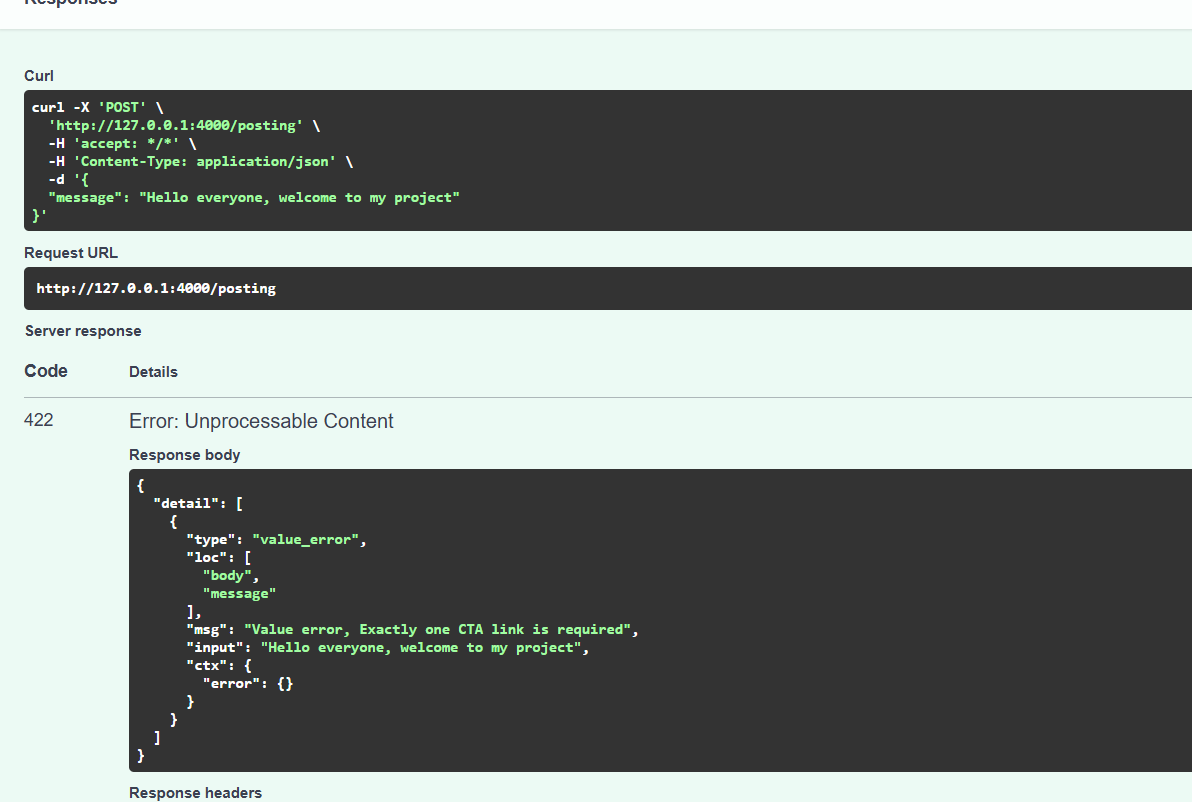 Responses
Curl
curl -X 'POST' \
  'http://127.0.0.1:4000/posting' \
  -H 'accept: */*' \
  -H 'Content-Type: application/json' \
  -d '{
  "message": "Hello everyone, welcome to my project"
}'
Request URL
http://127.0.0.1:4000/posting
Server response
Code Details
422 Error: Unprocessable Content
Response body
{
  "detail": [
    {
      "type": "value_error",
      "loc": [
        "body",
        "message"
      ],
      "msg": "Value error, Exactly one CTA link is required",
      "input": "Hello everyone, welcome to my project",
      "ctx": {
        "error": {}
      }
    }
  ]
}
Response headers